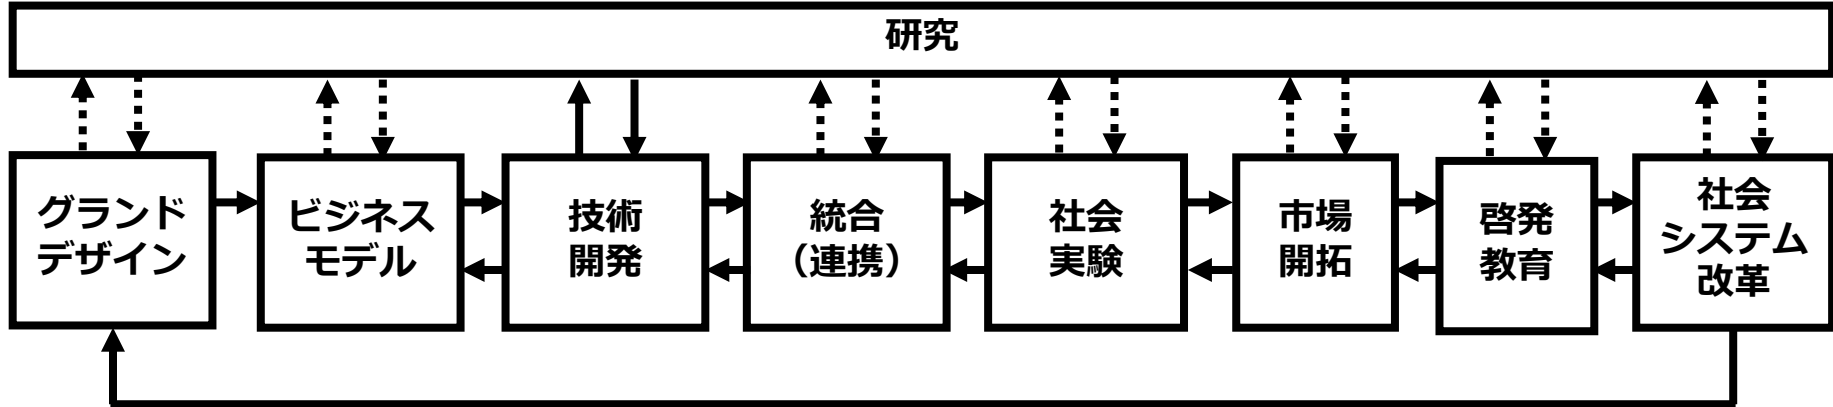 研究
グランド
デザイン
ビジネス
モデル
技術
開発
統合
（連携）
社会
実験
市場
開拓
啓発
教育
社会
システム
改革